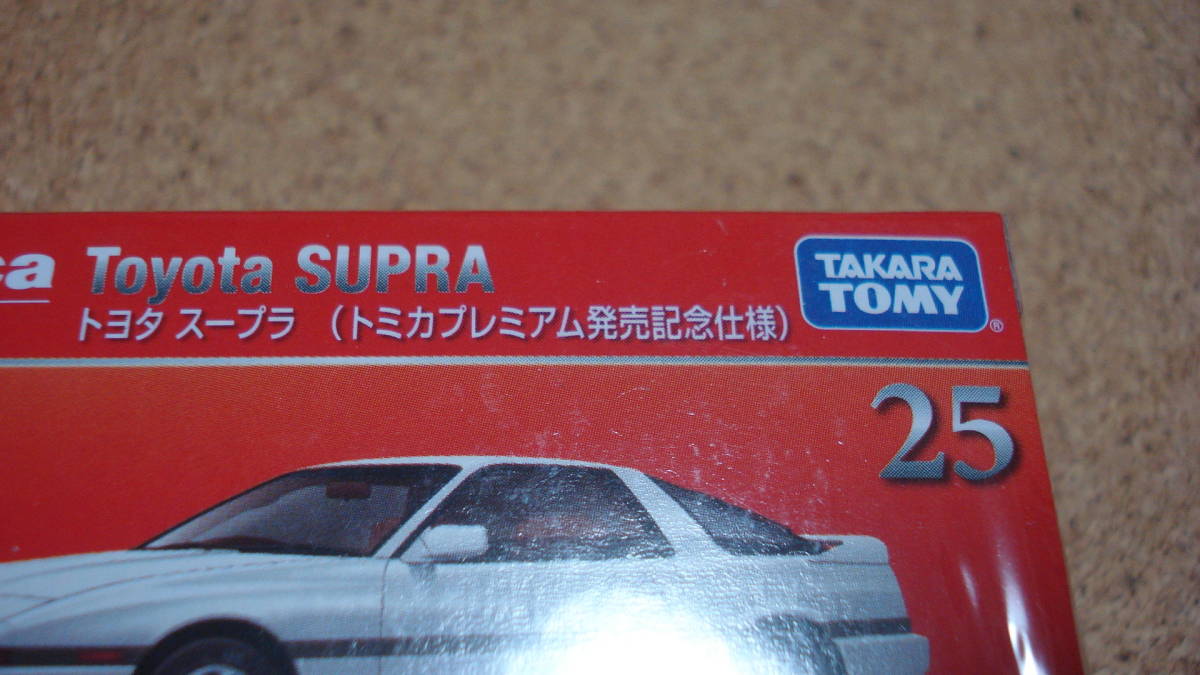 ca Toyota SUPRA
トヨタ スープラ （トミカプレミアム発売記念仕様）
TAKARA
TOMY
®
25